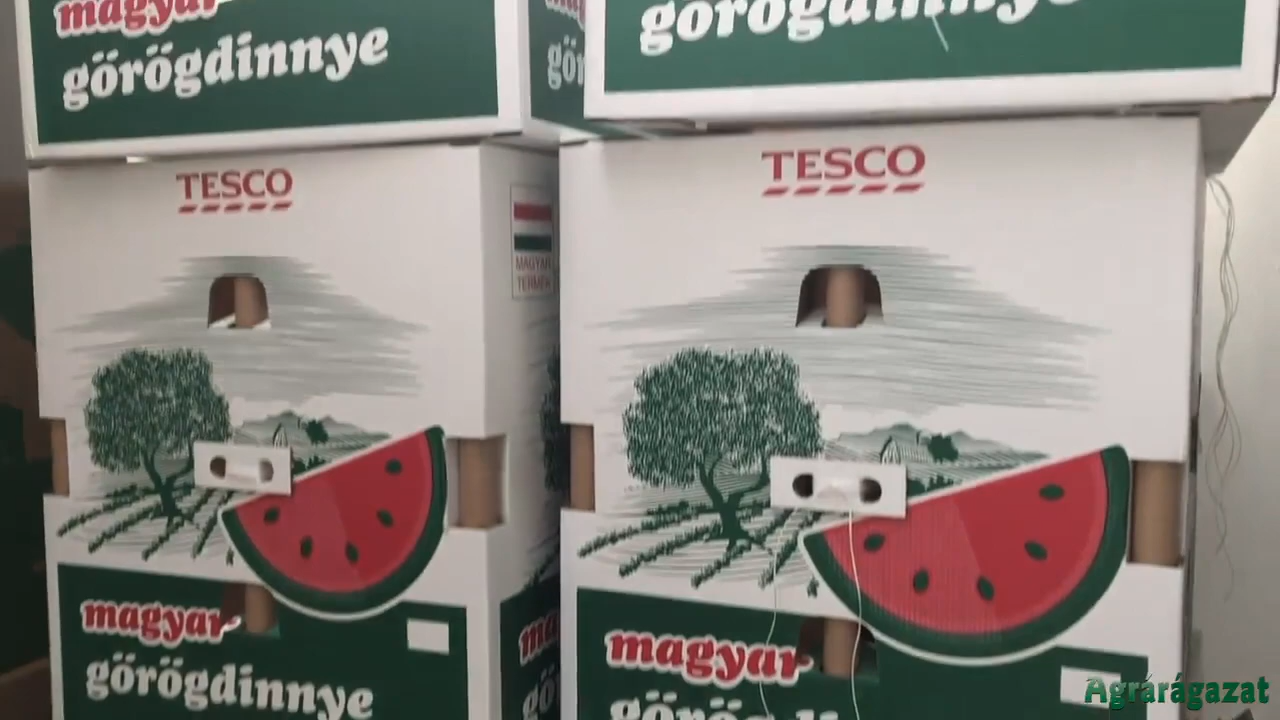 magyar
görögdinnye
görögdinnye
TESCO
MAGYAR
TERMÉK
magyar
görögdinnye
TESCO
magyar
Agrárágazat